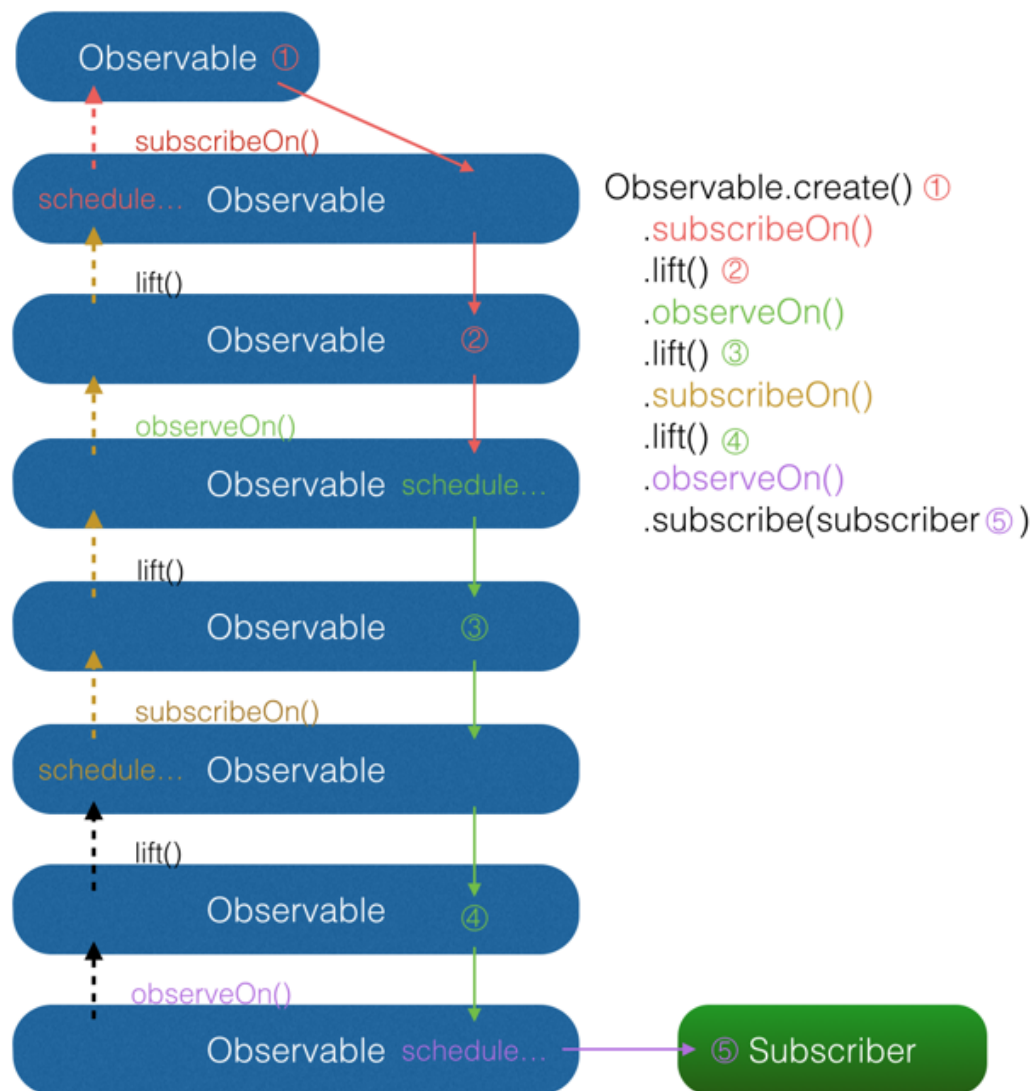 Observable ①
subscribeOn()
schedule... Observable
lift()
Observable ②
observeOn()
Observable schedule...
lift()
Observable ③
subscribeOn()
schedule... Observable
lift()
Observable ④
observeOn()
Observable schedule...
⑤ Subscriber
Observable.create() ①
.subscribeOn()
.lift() ②
.observeOn()
.lift() ③
.subscribeOn()
.lift() ④
.observeOn()
.subscribe(subscriber ⑤ )